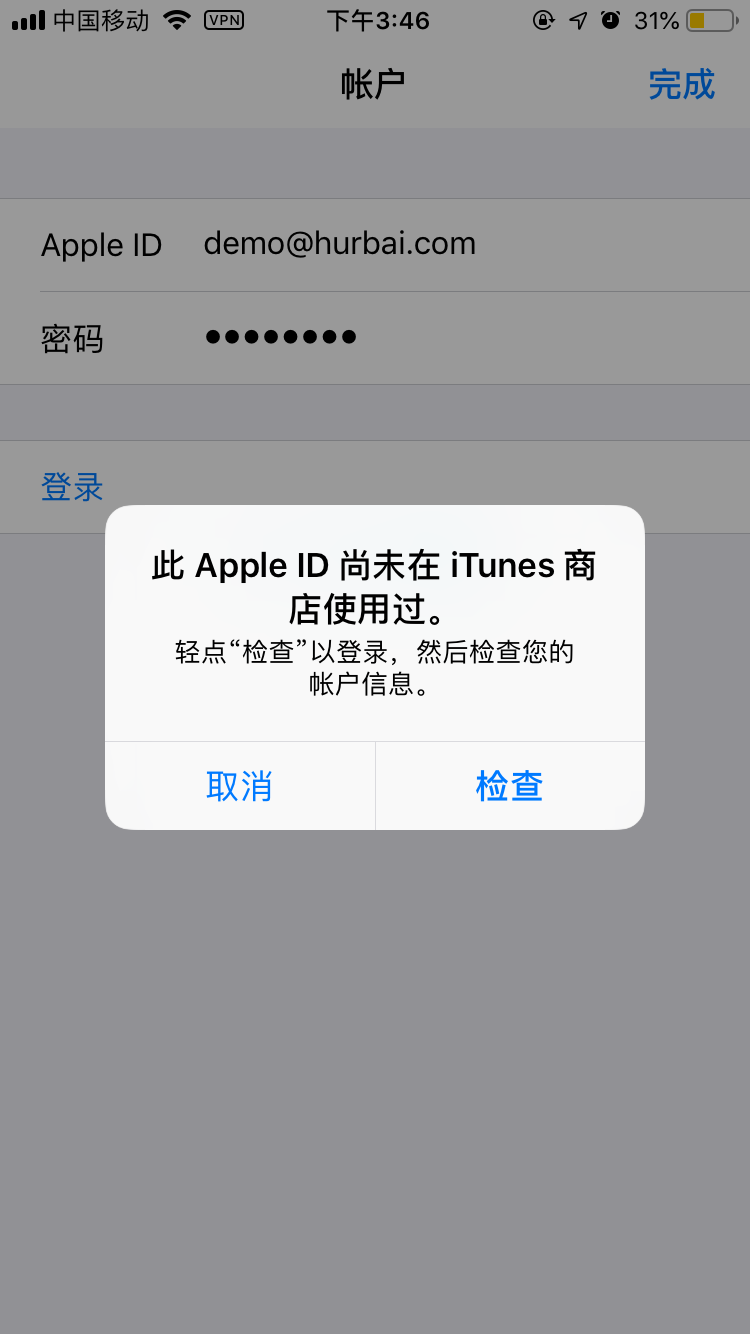 中国移动 VPN 下午3:46 31%
帐户 完成
Apple ID demo@hurbai.com
密码 ••••••••
登录
此 Apple ID 尚未在 iTunes 商
店使用过。
轻点“检查”以登录，然后检查您的
帐户信息。
取消 检查